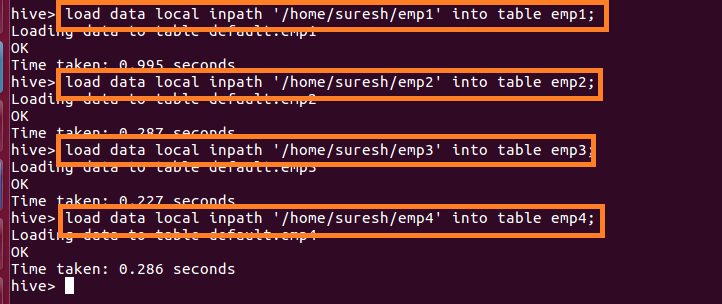 hive> load data local inpath '/home/suresh/emp1' into table emp1;
Loading data to table default.emp1
OK
Time taken: 0.995 seconds
hive> load data local inpath '/home/suresh/emp2' into table emp2;
Loading data to table default.emp2
OK
Time taken: 0.287 seconds
hive> load data local inpath '/home/suresh/emp3' into table emp3;
Loading data to table default.emp3
OK
Time taken: 0.227 seconds
hive> load data local inpath '/home/suresh/emp4' into table emp4;
Loading data to table default.emp4
OK
Time taken: 0.286 seconds
hive>